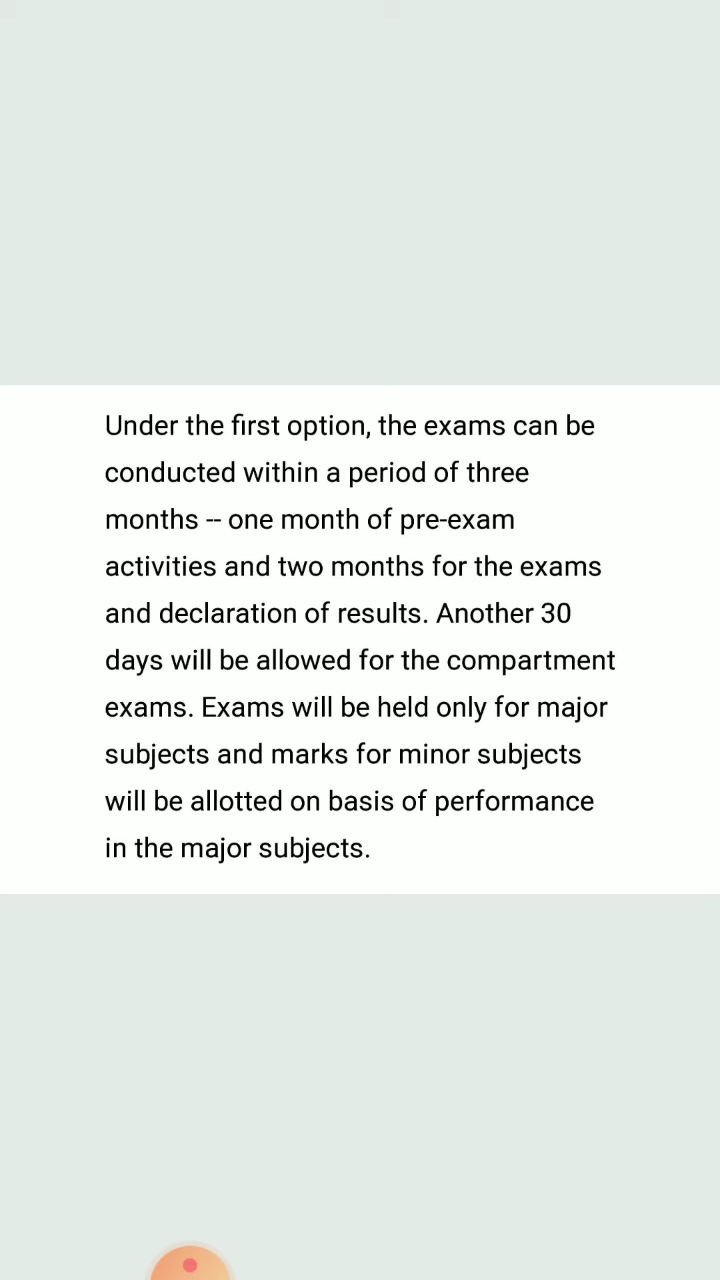 Under the first option, the exams can be
conducted within a period of three
months -- one month of pre-exam
activities and two months for the exams
and declaration of results. Another 30
days will be allowed for the compartment
exams. Exams will be held only for major
subjects and marks for minor subjects
will be allotted on basis of performance
in the major subjects.